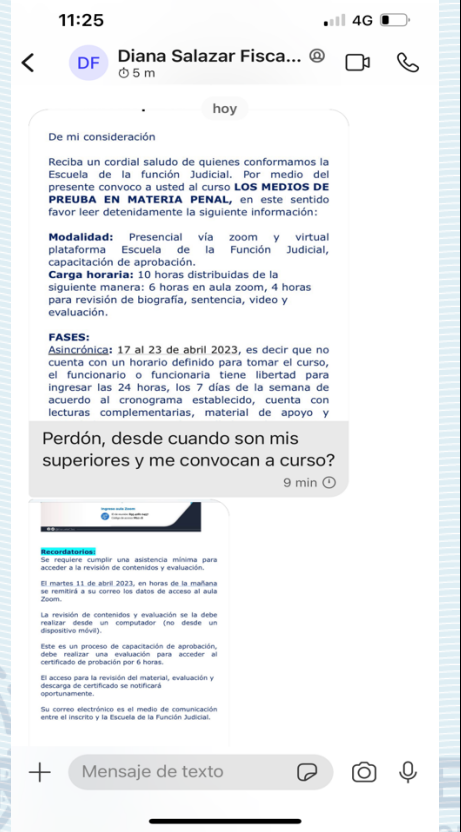 11:25
4G
DF
Diana Salazar Fisca...
5 m
hoy
De mi consideración
Reciba un cordial saludo de quienes conformamos la
Escuela de la función Judicial. Por medio del
presente convoco a usted al curso LOS MEDIOS DE
PREUBA EN MATERIA PENAL, en este sentido
favor leer detenidamente la siguiente información:
Modalidad: Presencial vía zoom y virtual
plataforma Escuela de la Función Judicial,
capacitación de aprobación.
Carga horaria: 10 horas distribuidas de la
siguiente manera: 6 horas en aula zoom, 4 horas
para revisión de biografía, sentencia, video y
evaluación.
FASES:
Asincrónica: 17 al 23 de abril 2023, es decir que no
cuenta con un horario definido para tomar el curso,
el funcionario o funcionaria tiene libertad para
ingresar las 24 horas, los 7 días de la semana de
acuerdo al cronograma establecido, cuenta con
lecturas complementarias, material de apoyo y
Perdón, desde cuando son mis
superiores y me convocan a curso?
9 min
Recordatorios:
Se requiere cumplir una asistencia mínima para
acceder a la revisión de contenidos y evaluación.
El martes 11 de abril 2023, en horas de la mañana
se remitirá a su correo los datos de acceso al aula
Zoom.
La revisión de contenidos y evaluación se la debe
realizar desde un computador (no desde un
dispositivo móvil).
Este es un proceso de capacitación de aprobación,
debe realizar una evaluación para acceder al
certificado de probación por 6 horas.
El acceso para la revisión del material, evaluación y
descarga de certificado se notificará
oportunamente.
Su correo electrónico es el medio de comunicación
entre el inscrito y la Escuela de la Función Judicial.
Mensaje de texto